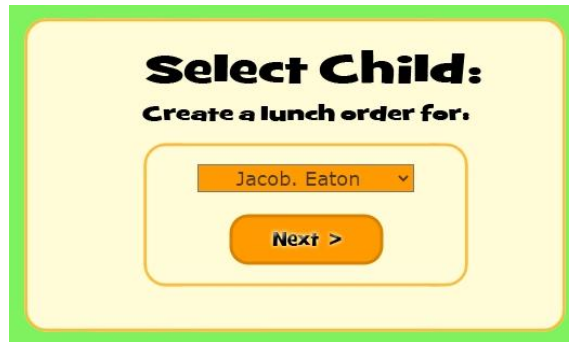 Select Child:
Create a lunch order for:
Jacob. Eaton
Next >